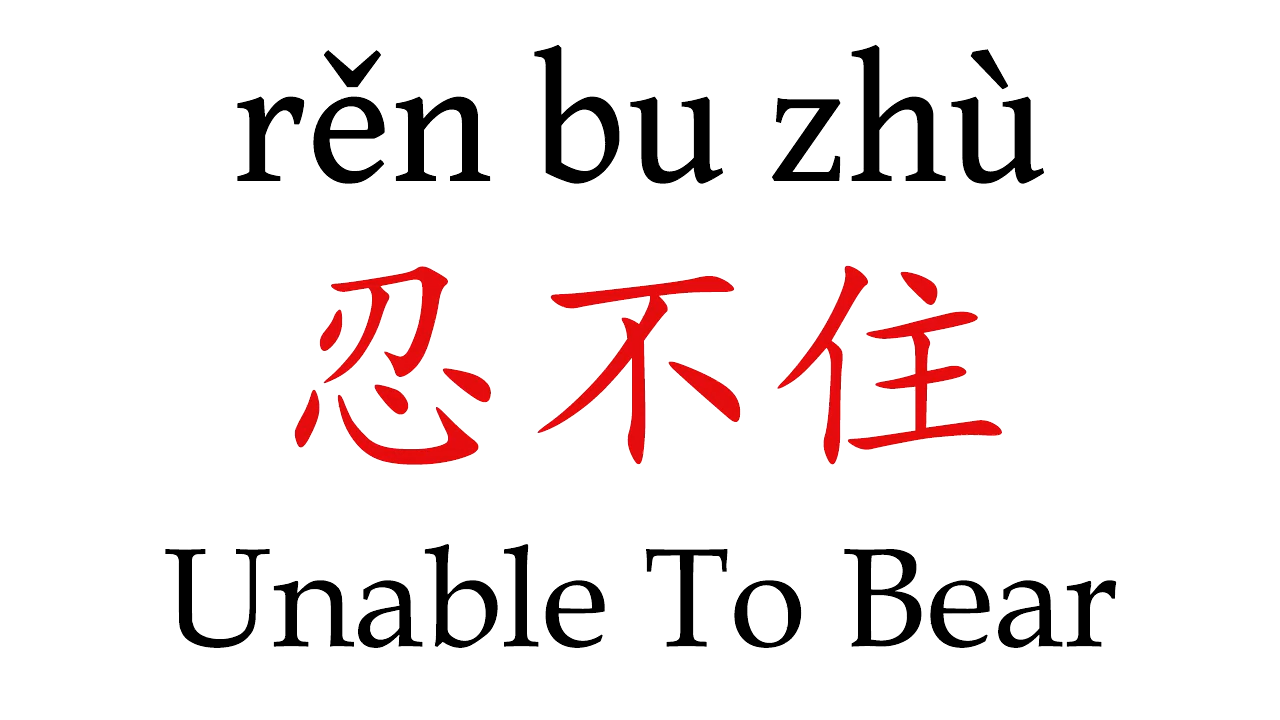 rěn bu zhù
忍不住
Unable To Bear